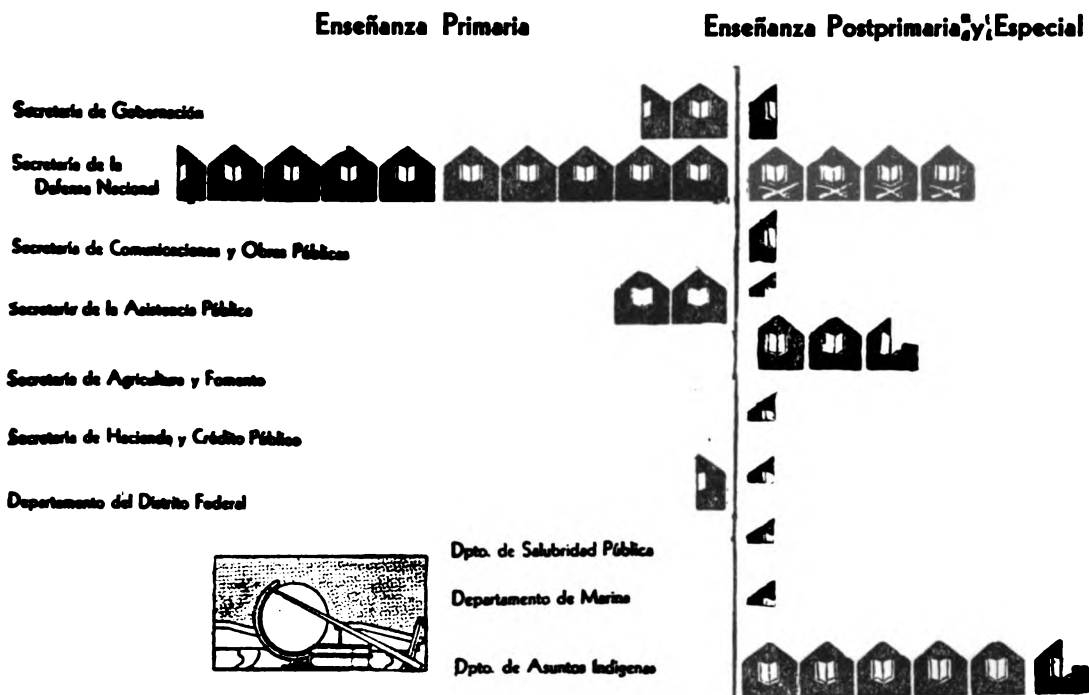 Enseñanza Primaria
Enseñanza Postprimaria y Especial
Secretaría de Gobernación
Secretaría de la
Defensa Nacional
Secretaría de Comunicaciones y Obras Públicas
Secretaría de la Asistencia Pública
Secretaría de Agricultura y Fomento
Secretaría de Hacienda y Crédito Público
Departamento del Distrito Federal
Dpto. de Salubridad Pública
Departamento de Marina
Dpto. de Asuntos Indígenas